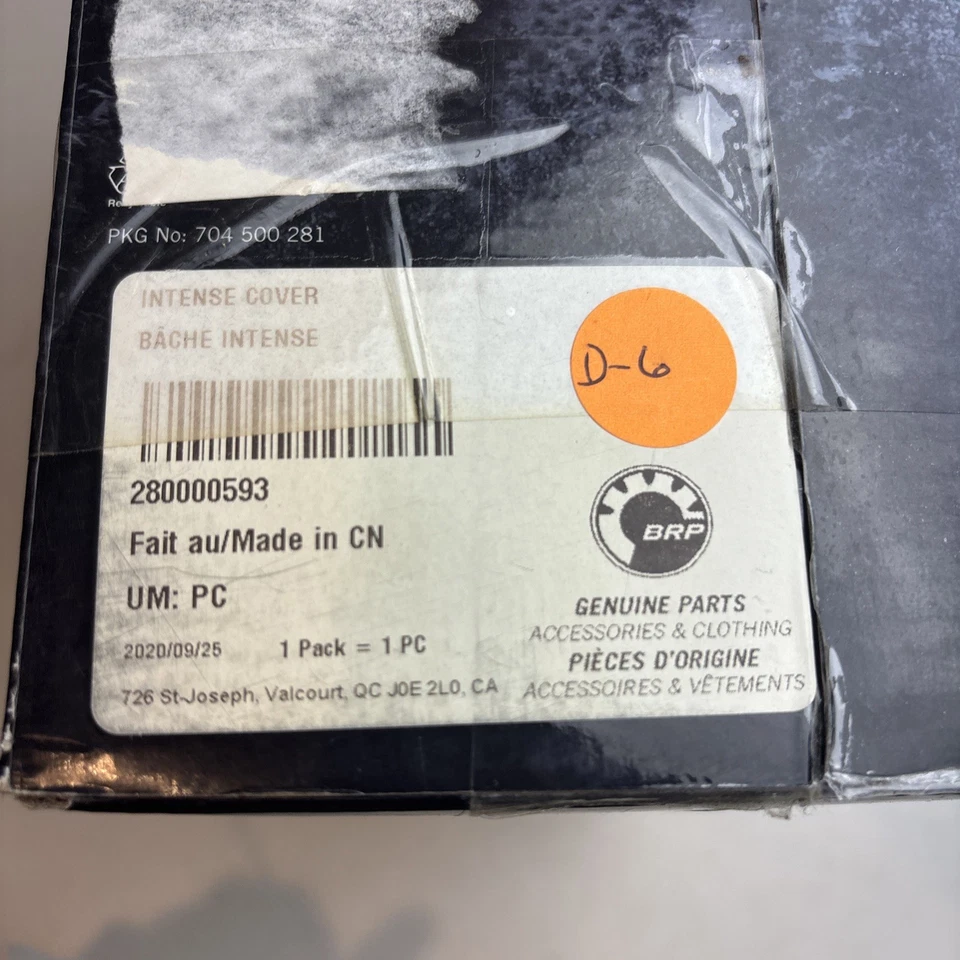 PKG No: 704 500 281
INTENSE COVER
BÂCHE INTENSE
D-6
280000593
Fait au/Made in CN
UM: PC
2020/09/25 1 Pack = 1 PC
726 St-Joseph, Valcourt, QC J0E 2L0, CA
BRP
GENUINE PARTS
ACCESSORIES & CLOTHING
PIÈCES D'ORIGINE
ACCESSOIRES & VÊTEMENTS